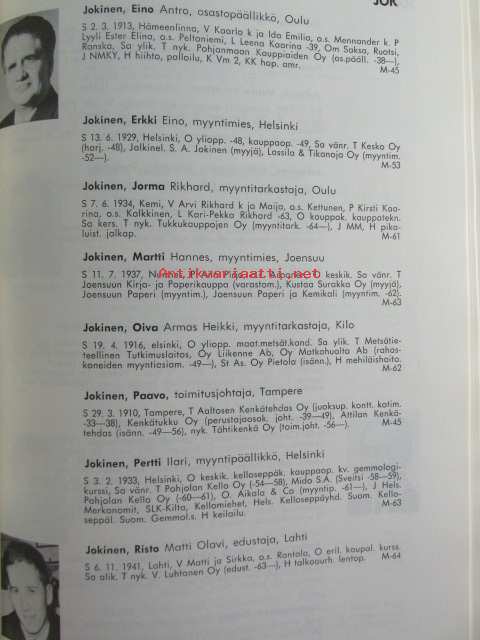 JOK
Jokinen, Eino Antro, osastopäällikkö, Oulu
S 2. 3. 1913, Hämeenlinna, V Kaarlo k ja Ida Emilia, o.s. Mennander k. P
Lyyli Ester Elina, o.s. Peltoniemi, L Leena Kaarina -39, Om Saksa, Ruotsi,
Ranska, Sa ylik. T nyk. Pohjanmaan Kauppiaiden Oy (os.pääll. -38—),
J NMKY, H hiihto, palloilu, K Vm 2, KK hop. amr.
M-45
Jokinen, Erkki Eino, myyntimies, Helsinki
S 13. 6. 1929, Helsinki, O yliopp. -48, kauppaop. -49, Sa vänr. T Kesko Oy
(harj. -48), Jalkinel. S. A. Jokinen (myyjä), Lassila & Tikanoja Oy (myyntim.
-52—).
M-53
Jokinen, Jorma Rikhard, myyntitarkastaja, Oulu
S 7. 6. 1934, Kemi, V Arvi Rikhard k ja Maija, o.s. Kettunen, P Kirsti Kaa-
rina, o.s. Kalkkinen, L Kari-Pekka Rikhard -63, O kauppak. kauppatekn.
Sa kers. T nyk. Tukkukauppojen Oy (myyntitark. -64—), J MM, H pika-
luist. jalkap.
M-61
Jokinen, Martti Hannes, myyntimies, Joensuu
S 11. 7. 1937, P o.s. O keskik. Sa vänr. T
Joensuun Kirja- ja Paperikauppa (varastom.), Kustaa Surakka Oy (myyjä),
Joensuun Paperi (myyntim.), Joensuun Paperi ja Kemikali (myyntim. -62).
M-63
Antikvariaatti.net
Jokinen, Oiva Armas Heikki, myyntitarkastaja, Kilo
S 19. 4. 1916, elsinki, O yliopp. maat.metsät.kand. Sa ylik. T Metsätie-
teellinen Tutkimuslaitos, Oy Liikenne Ab, Oy Matkahuolto Ab (rahas-
koneiden myyntiasiam. -49—), St As. Oy Pietola (isänn.), H mehiläishoito.
M-62
Jokinen, Paavo, toimitusjohtaja, Tampere
S 29. 3. 1910, Tampere, T Aaltosen Kenkätehdas Oy (juoksup. kontt. kotim.
-33—38), Kenkätukku Oy (perustajaosak. joht. -39—49), Attilan Kenkä-
tehdas (isänn. -49—56), nyk. Tähtikenkä Oy (toim.joht. -56—).
M-45
Jokinen, Pertti Ilari, myyntipäällikkö, Helsinki
S 3. 2. 1933, Helsinki, O keskik. kelloseppäk. kauppaop. kv. gemmologi-
kurssi, Sa vänr. T Pohjolan Kello Oy (-54—58), Mido S.A. (Sveitsi -58—59),
Pohjolan Kello Oy (-60—61), O. Aikala & Co (myyntip. -61—), J Hels.
Merkonomit, SLK-Kilta, Kellomiehet, Hels. Kelloseppäyhd. Suom. Kello-
seppäl. Suom. Gemmol.s. H keilailu.
M-63
Jokinen, Risto Matti Olavi, edustaja, Lahti
S 6. 11. 1941, Lahti, V Matti ja Sirkka, o.s. Rantala, O eril. kaupal. kurss.
Sa alik. T nyk. V. Luhtanen Oy (edust. -63—), H talkoourh. lentop.
M-64